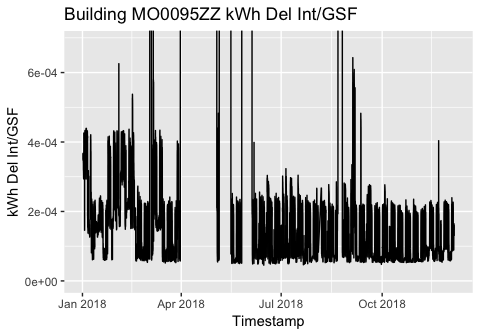 Building MO0095ZZ kWh Del Int/GSF
kWh Del Int/GSF
6e-04
4e-04
2e-04
0e+00
Jan 2018
Apr 2018
Jul 2018
Oct 2018
Timestamp